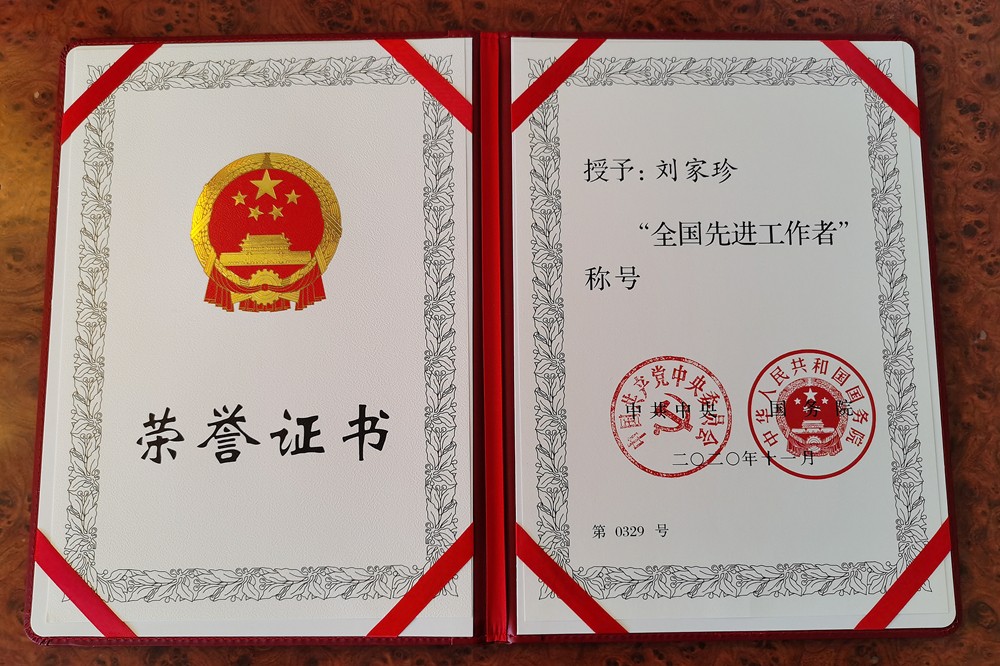 荣誉证书
授予：刘家珍
“全国先进工作者”
称号
中国共产党中央委员会
中华人民共和国国务院
中共中央 国务院
二〇二〇年十一月
第 0329 号